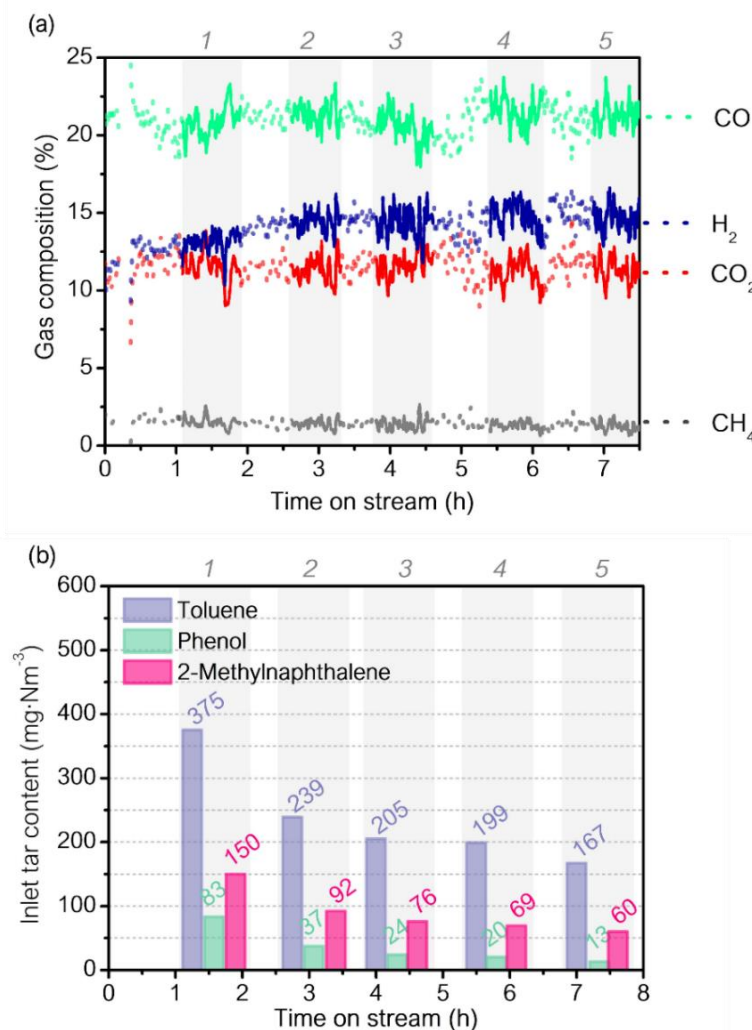 (a)
1 2 3 4 5
25
20
15
10
5
0
Gas composition (%)
CO
H₂
CO₂
CH₄
0 1 2 3 4 5 6 7
Time on stream (h)
(b)
1 2 3 4 5
600
500
400
300
200
100
0
Inlet tar content (mg·Nm⁻³)
Toluene
Phenol
2-Methylnaphthalene
375 83 150
239 37 92
205 24 76
199 20 69
167 13 60
0 1 2 3 4 5 6 7 8
Time on stream (h)